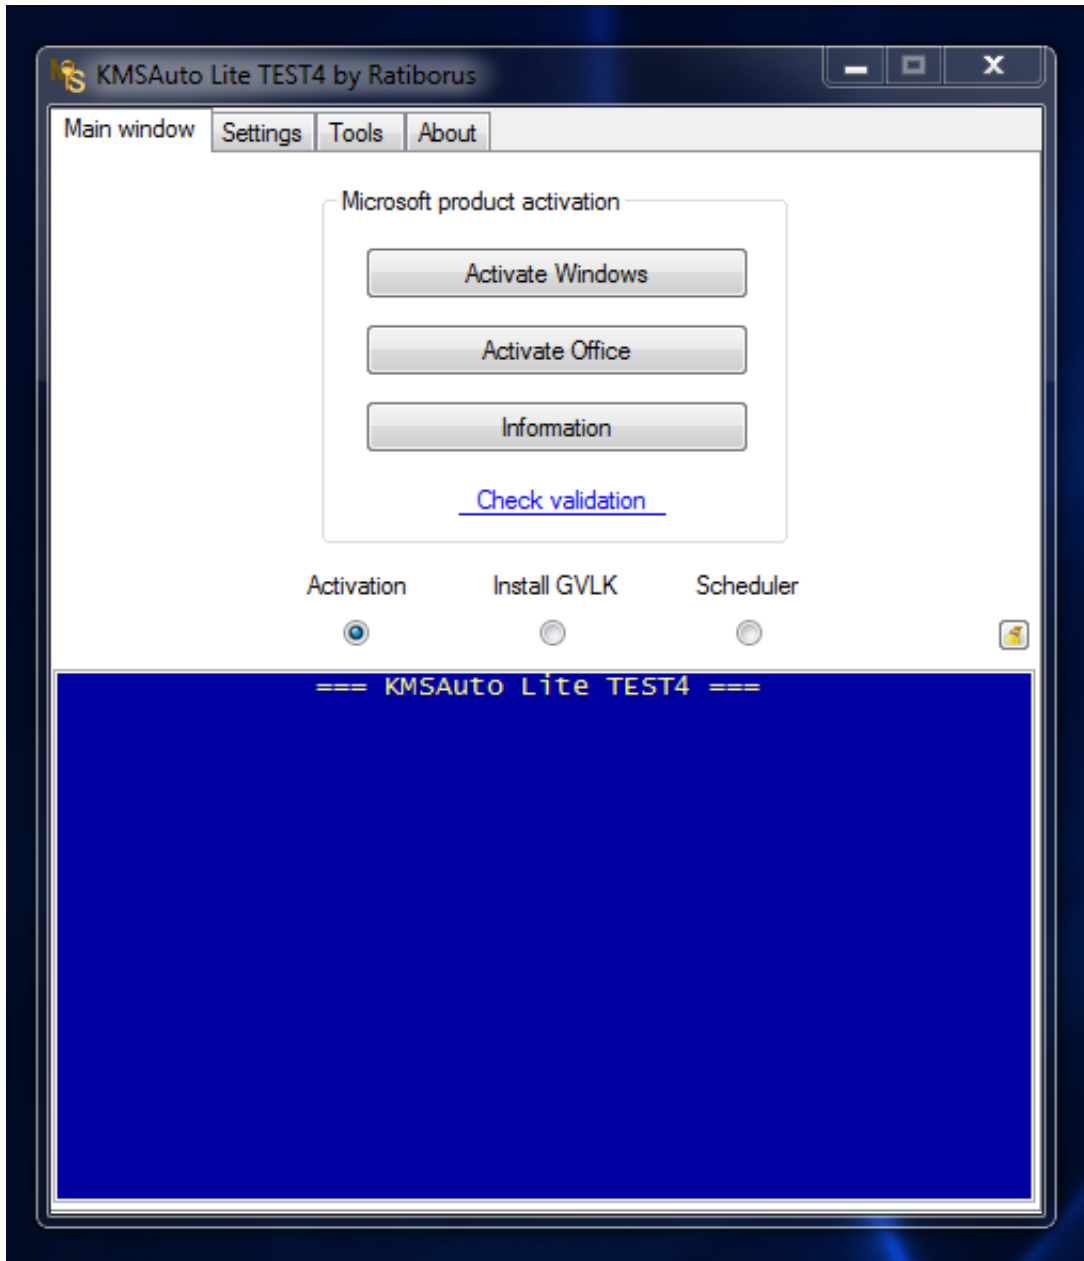 KMSAuto Lite TEST4 by Ratiborus
Main window Settings Tools About
Microsoft product activation
Activate Windows
Activate Office
Information
Check validation
Activation Install GVLK Scheduler
=== KMSAuto Lite TEST4 ===